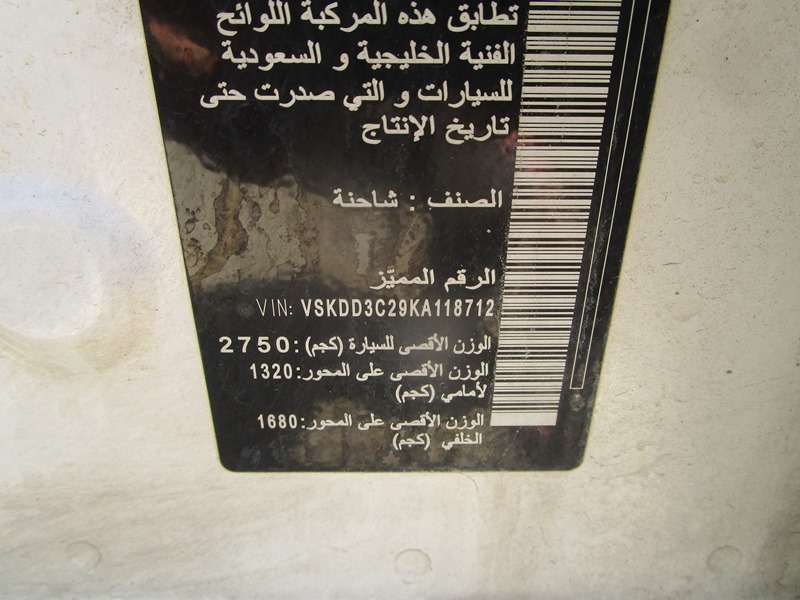 تطابق هذه المركبة اللوائح
الفنية الخليجية و السعودية
للسيارات و التي صدرت حتى
تاريخ الإنتاج
الصنف : شاحنة
الرقم المميّز
VIN: VSKDD3C29KA118712
الوزن الأقصى للسيارة (كجم): 2750
الوزن الأقصى على المحور: 1320
لأمامي (كجم)
الوزن الأقصى على المحور: 1680
الخلفي (كجم)